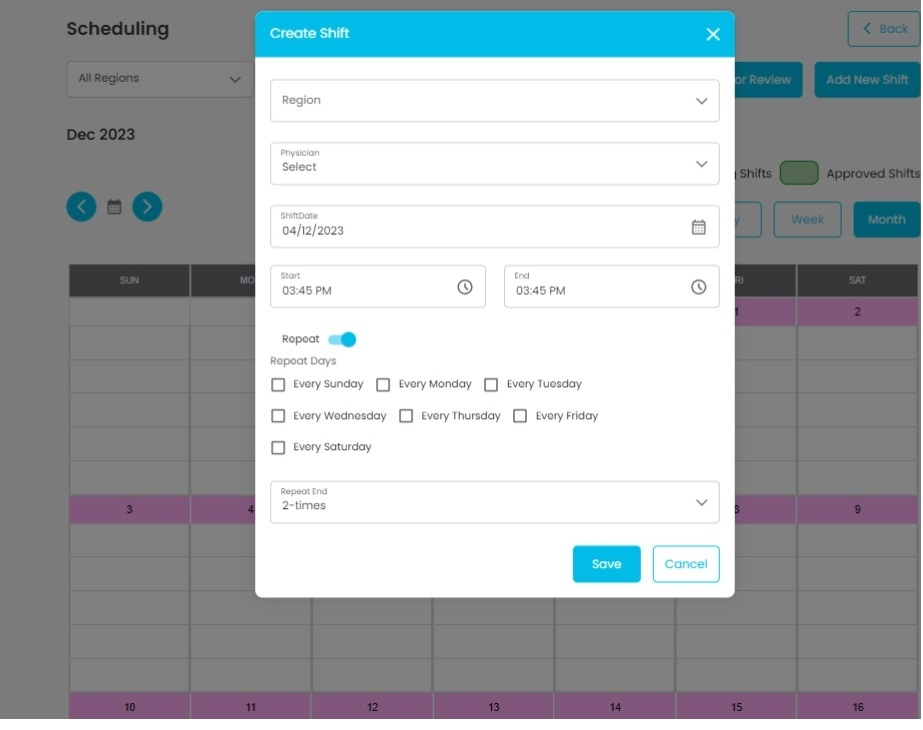 Scheduling
Create Shift
Back
All Regions
or Review
Add New Shift
Region
Dec 2023
Physician
Select
Shifts
Approved Shifts
ShiftDate
04/12/2023
Week
Month
Start
03:45 PM
End
03:45 PM
SUN MO RI SAT
1 2
Repeat
Repeat Days
Every Sunday Every Monday Every Tuesday
Every Wednesday Every Thursday Every Friday
Every Saturday
Repeat End
2-times
3 4 8 9
Save Cancel
10 11 12 13 14 15 16